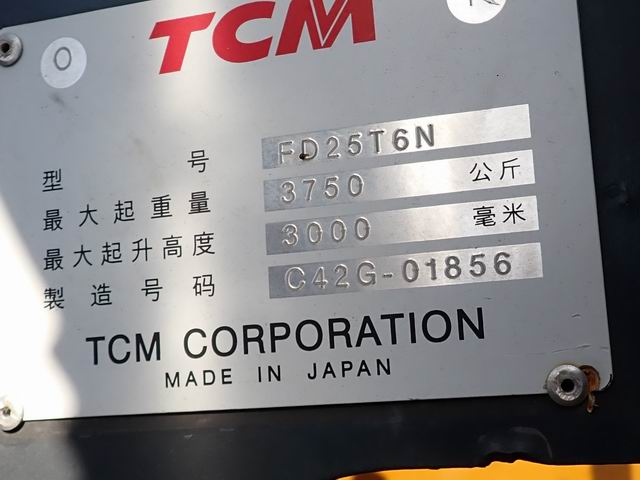 TCM
型号 FD25T6N
最大起重量 3750 公斤
最大起升高度 3000 毫米
製造号码 C42G-01856
TCM CORPORATION
MADE IN JAPAN